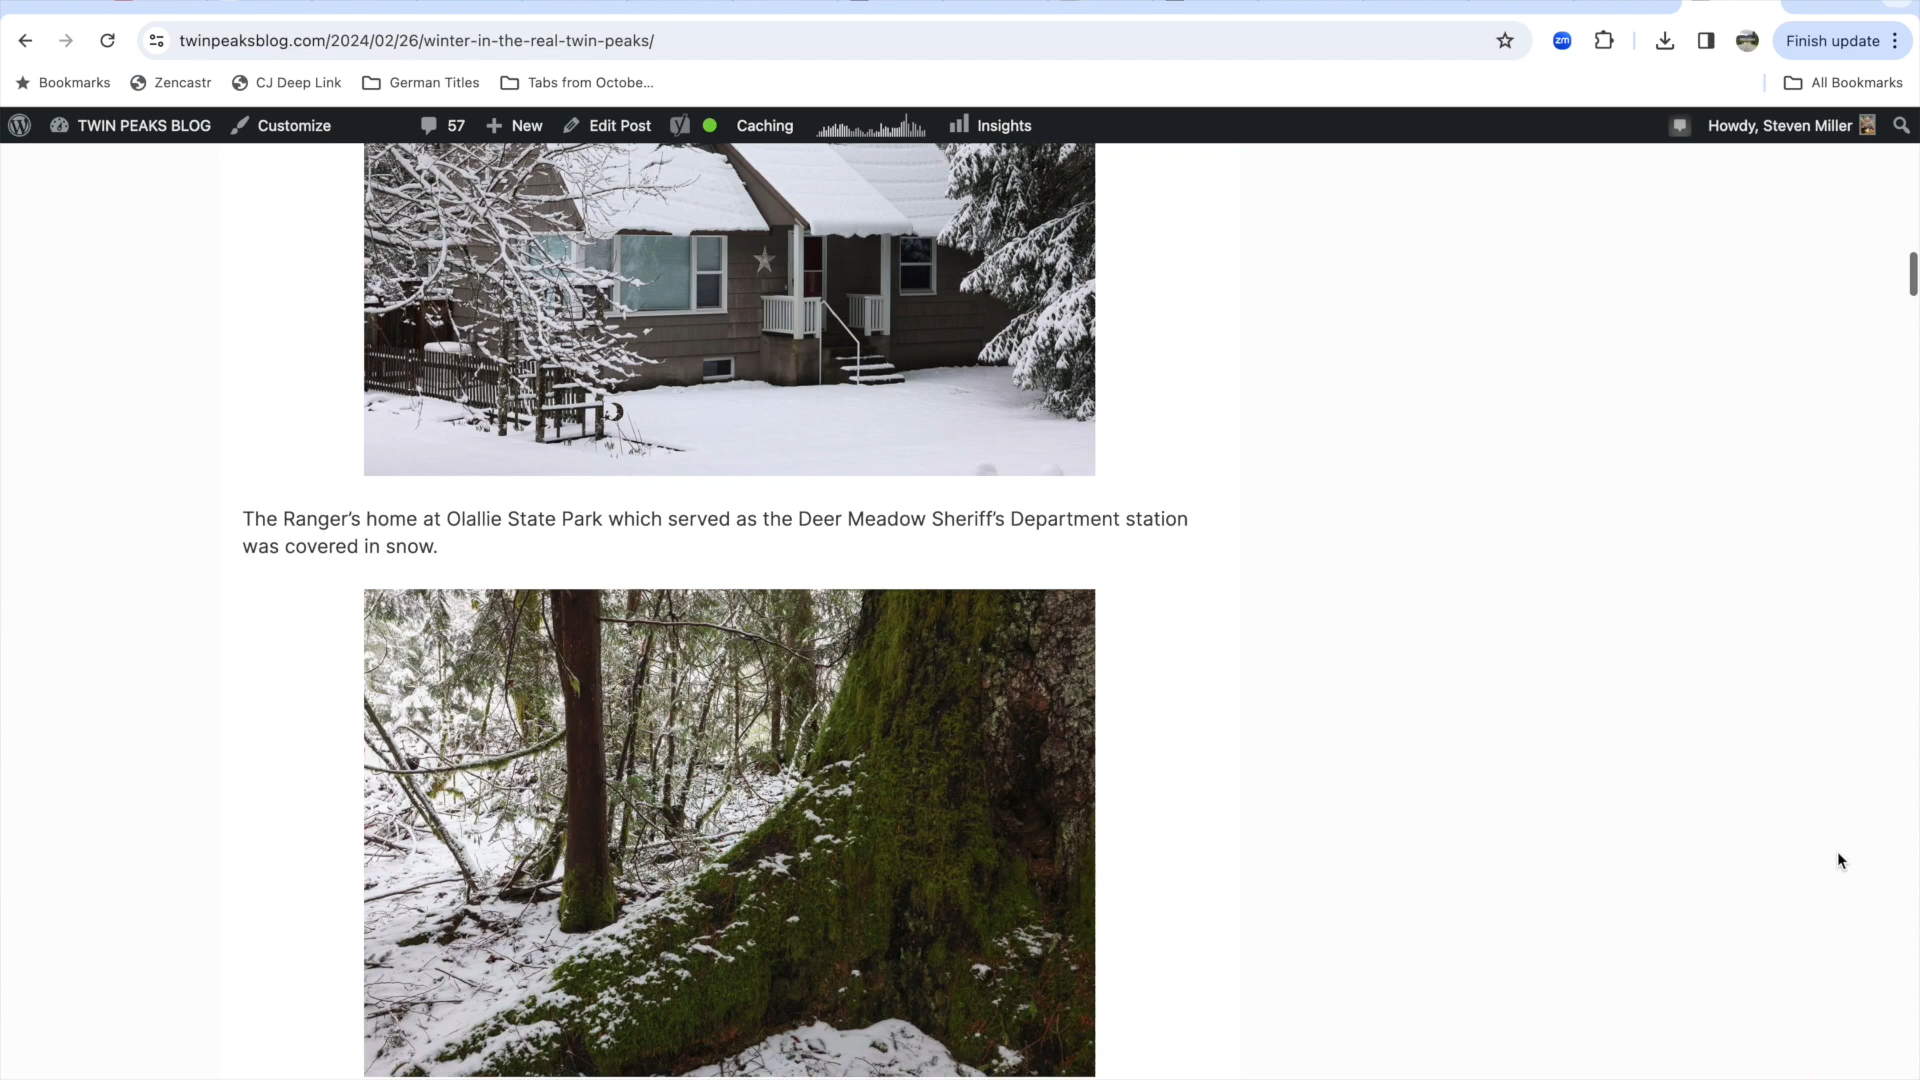 twinpeaksblog.com/2024/02/26/winter-in-the-real-twin-peaks/
zm
Finish update
Bookmarks
Zencastr
CJ Deep Link
German Titles
Tabs from Octobe...
All Bookmarks
TWIN PEAKS BLOG
Customize
57
New
Edit Post
Caching
Insights
Howdy, Steven Miller
The Ranger’s home at Olallie State Park which served as the Deer Meadow Sheriff’s Department station
was covered in snow.